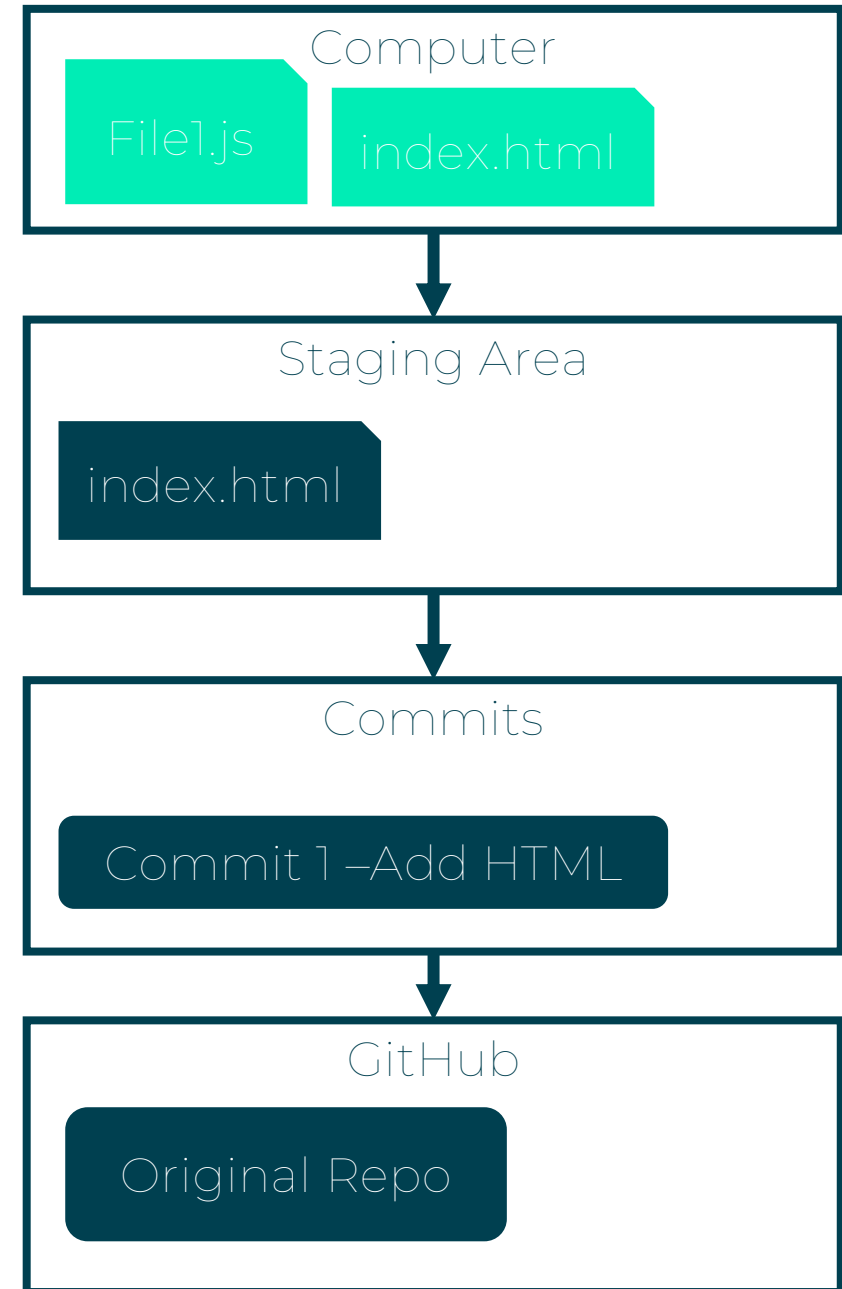 Computer
File1.js
index.html
Staging Area
index.html
Commits
Commit 1 –Add HTML
GitHub
Original Repo